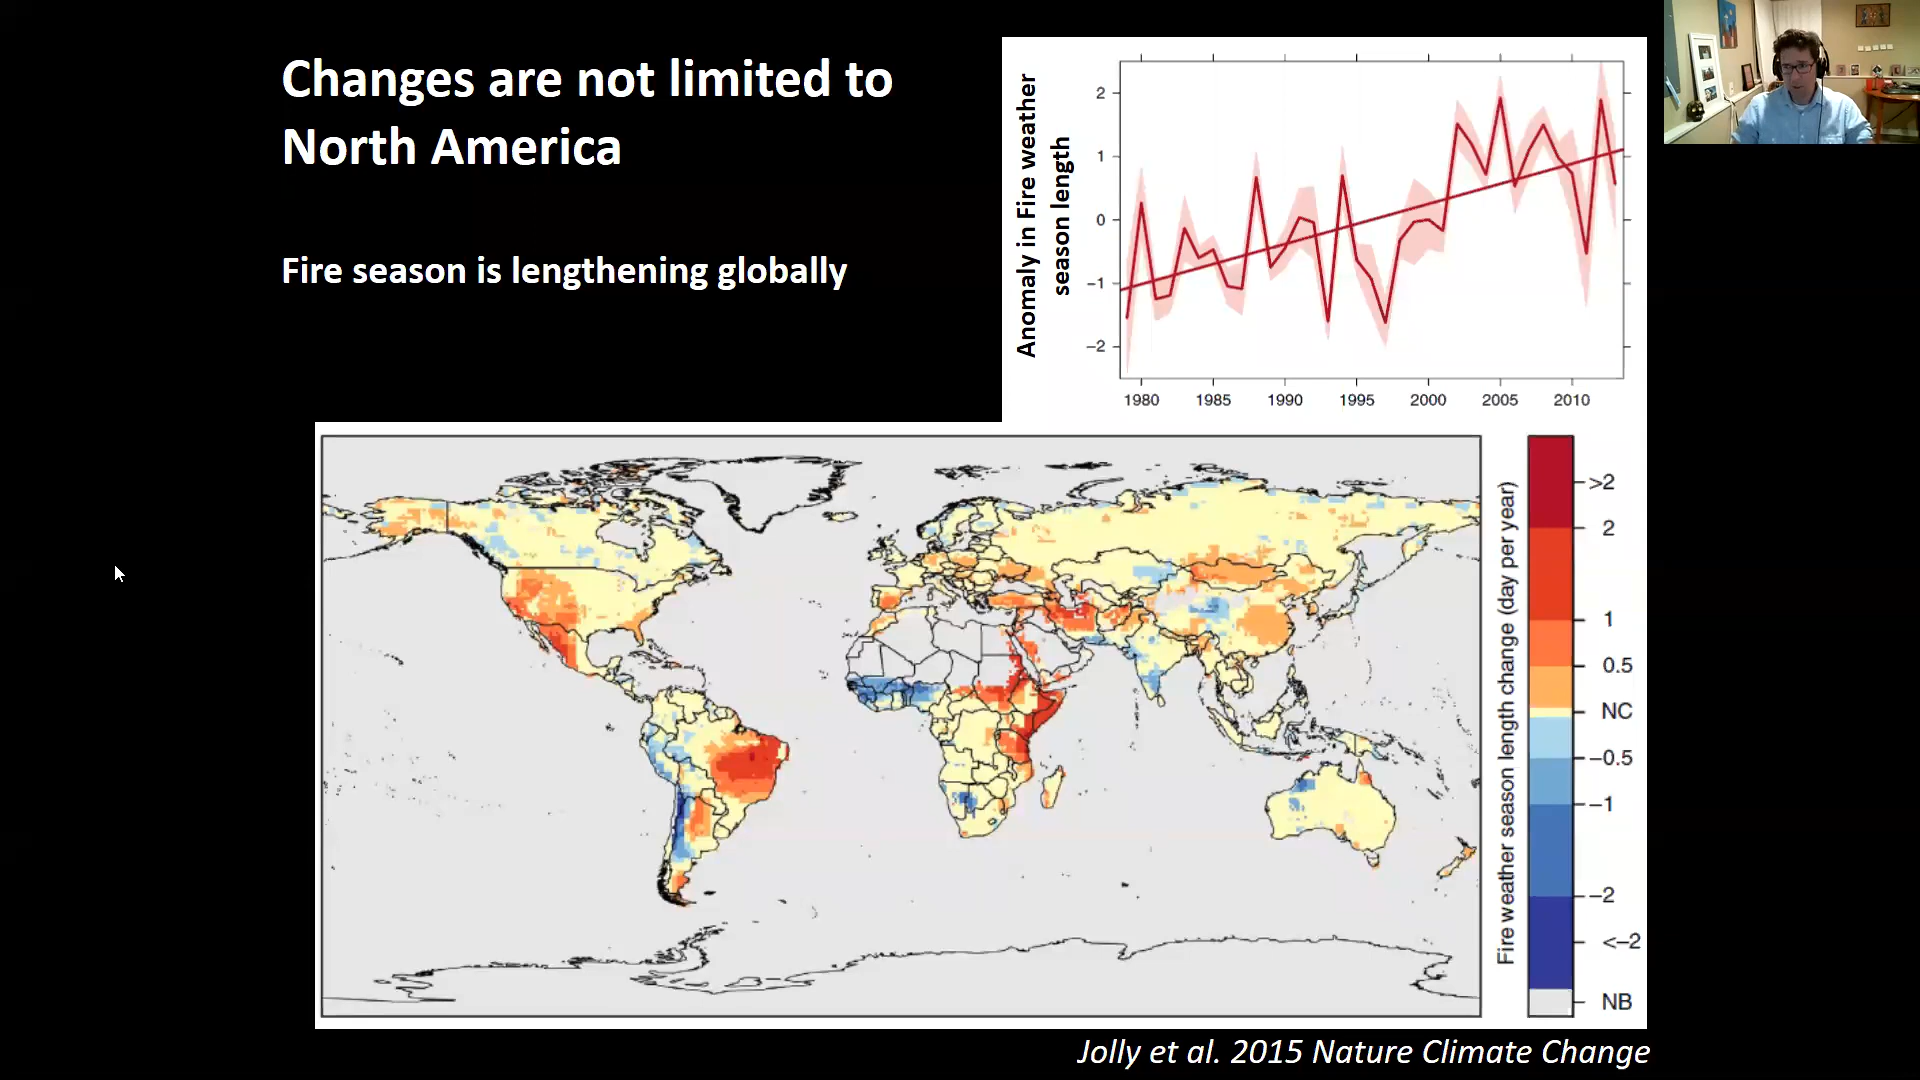 Changes are not limited to
North America
Fire season is lengthening globally
Anomaly in Fire weather
season length
2
1
0
−1
−2
1980 1985 1990 1995 2000 2005 2010
Fire weather season length change (day per year)
>2
2
1
0.5
NC
−0.5
−1
−2
<−2
NB
Jolly et al. 2015 Nature Climate Change